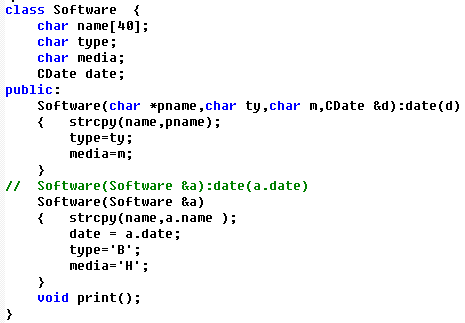 class Software  {
    char name[40];
    char type;
    char media;
    CDate date;
public:
    Software(char *pname,char ty,char m,CDate &d):date(d)
    {   strcpy(name,pname);
        type=ty;
        media=m;
    }
//  Software(Software &a):date(a.date)
    Software(Software &a)
    {   strcpy(name,a.name );
        date = a.date;
        type='B';
        media='H';
    }
    void print();
}